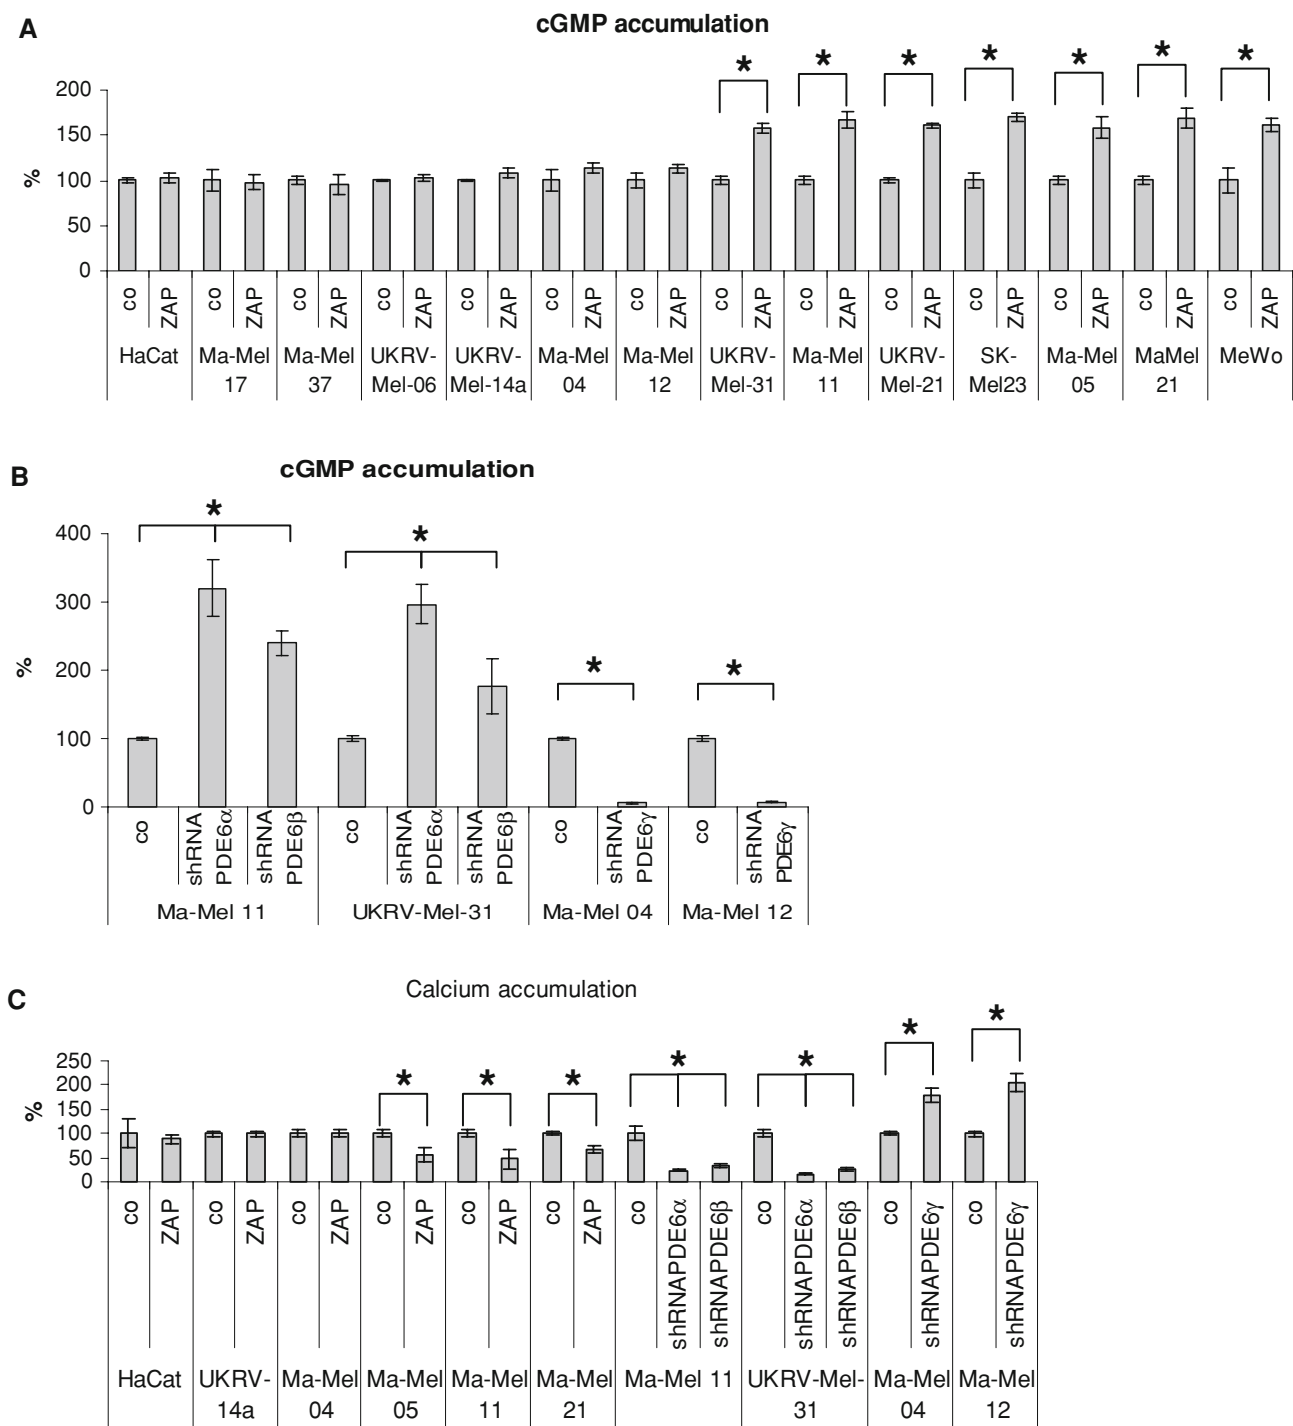 A
cGMP accumulation
200
150
100
50
0
%
* * * * * * *
co ZAP co ZAP co ZAP co ZAP co ZAP co ZAP co ZAP co ZAP co ZAP co ZAP co ZAP co ZAP co ZAP co ZAP
HaCat Ma-Mel Ma-Mel UKRV- UKRV- Ma-Mel Ma-Mel UKRV- Ma-Mel UKRV- SK- Ma-Mel MaMel MeWo
17 37 Mel-06 Mel-14a 04 12 Mel-31 11 Mel-21 Mel23 05 21
B
cGMP accumulation
400
300
200
100
0
%
* * * *
co shRNA PDE6α shRNA PDE6β co shRNA PDE6α shRNA PDE6β co shRNA PDE6γ co shRNA PDE6γ
Ma-Mel 11 UKRV-Mel-31 Ma-Mel 04 Ma-Mel 12
C
Calcium accumulation
250
200
150
100
50
0
%
* * * * * * *
co ZAP co ZAP co ZAP co ZAP co ZAP co ZAP co shRNAPDE6α shRNAPDE6β co shRNAPDE6α shRNAPDE6β co shRNAPDE6γ co shRNAPDE6γ
HaCat UKRV- Ma-Mel Ma-Mel Ma-Mel Ma-Mel Ma-Mel 11 UKRV-Mel- Ma-Mel Ma-Mel
14a 04 05 11 21 31 04 12